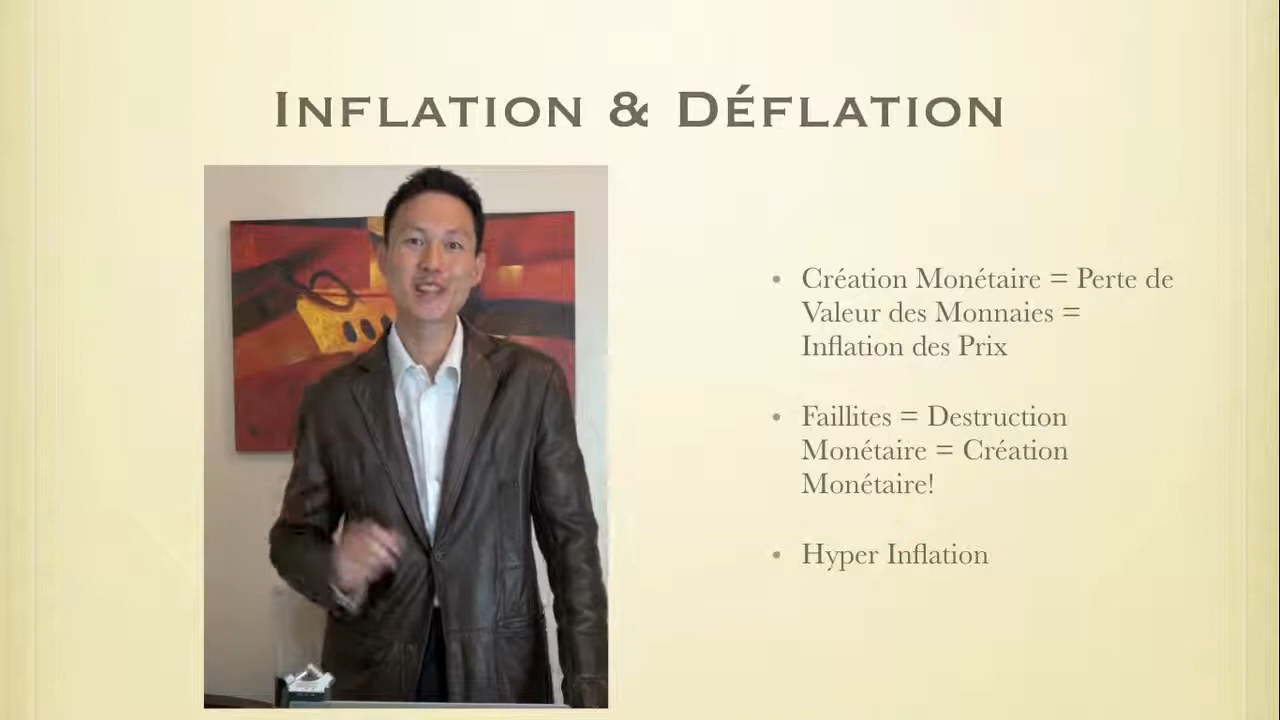 Inflation & Déflation
• Création Monétaire = Perte de
Valeur des Monnaies =
Inflation des Prix
• Faillites = Destruction
Monétaire = Création
Monétaire!
• Hyper Inflation